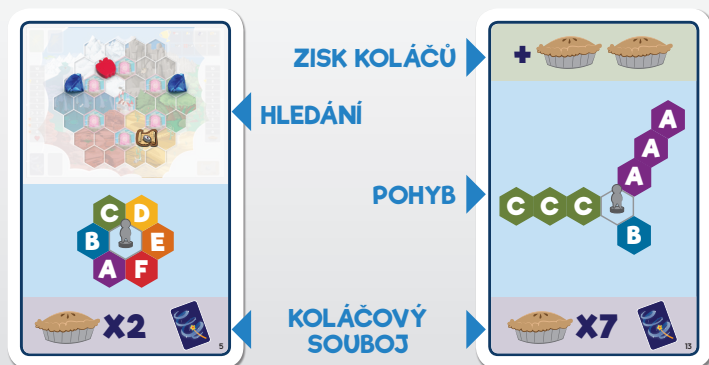 ZISK KOLÁČŮ
HLEDÁNÍ
POHYB
KOLÁČOVÝ
SOUBOJ
C D
B E
A F
X2
5
+
A
A
A
C C C
B
X7
13